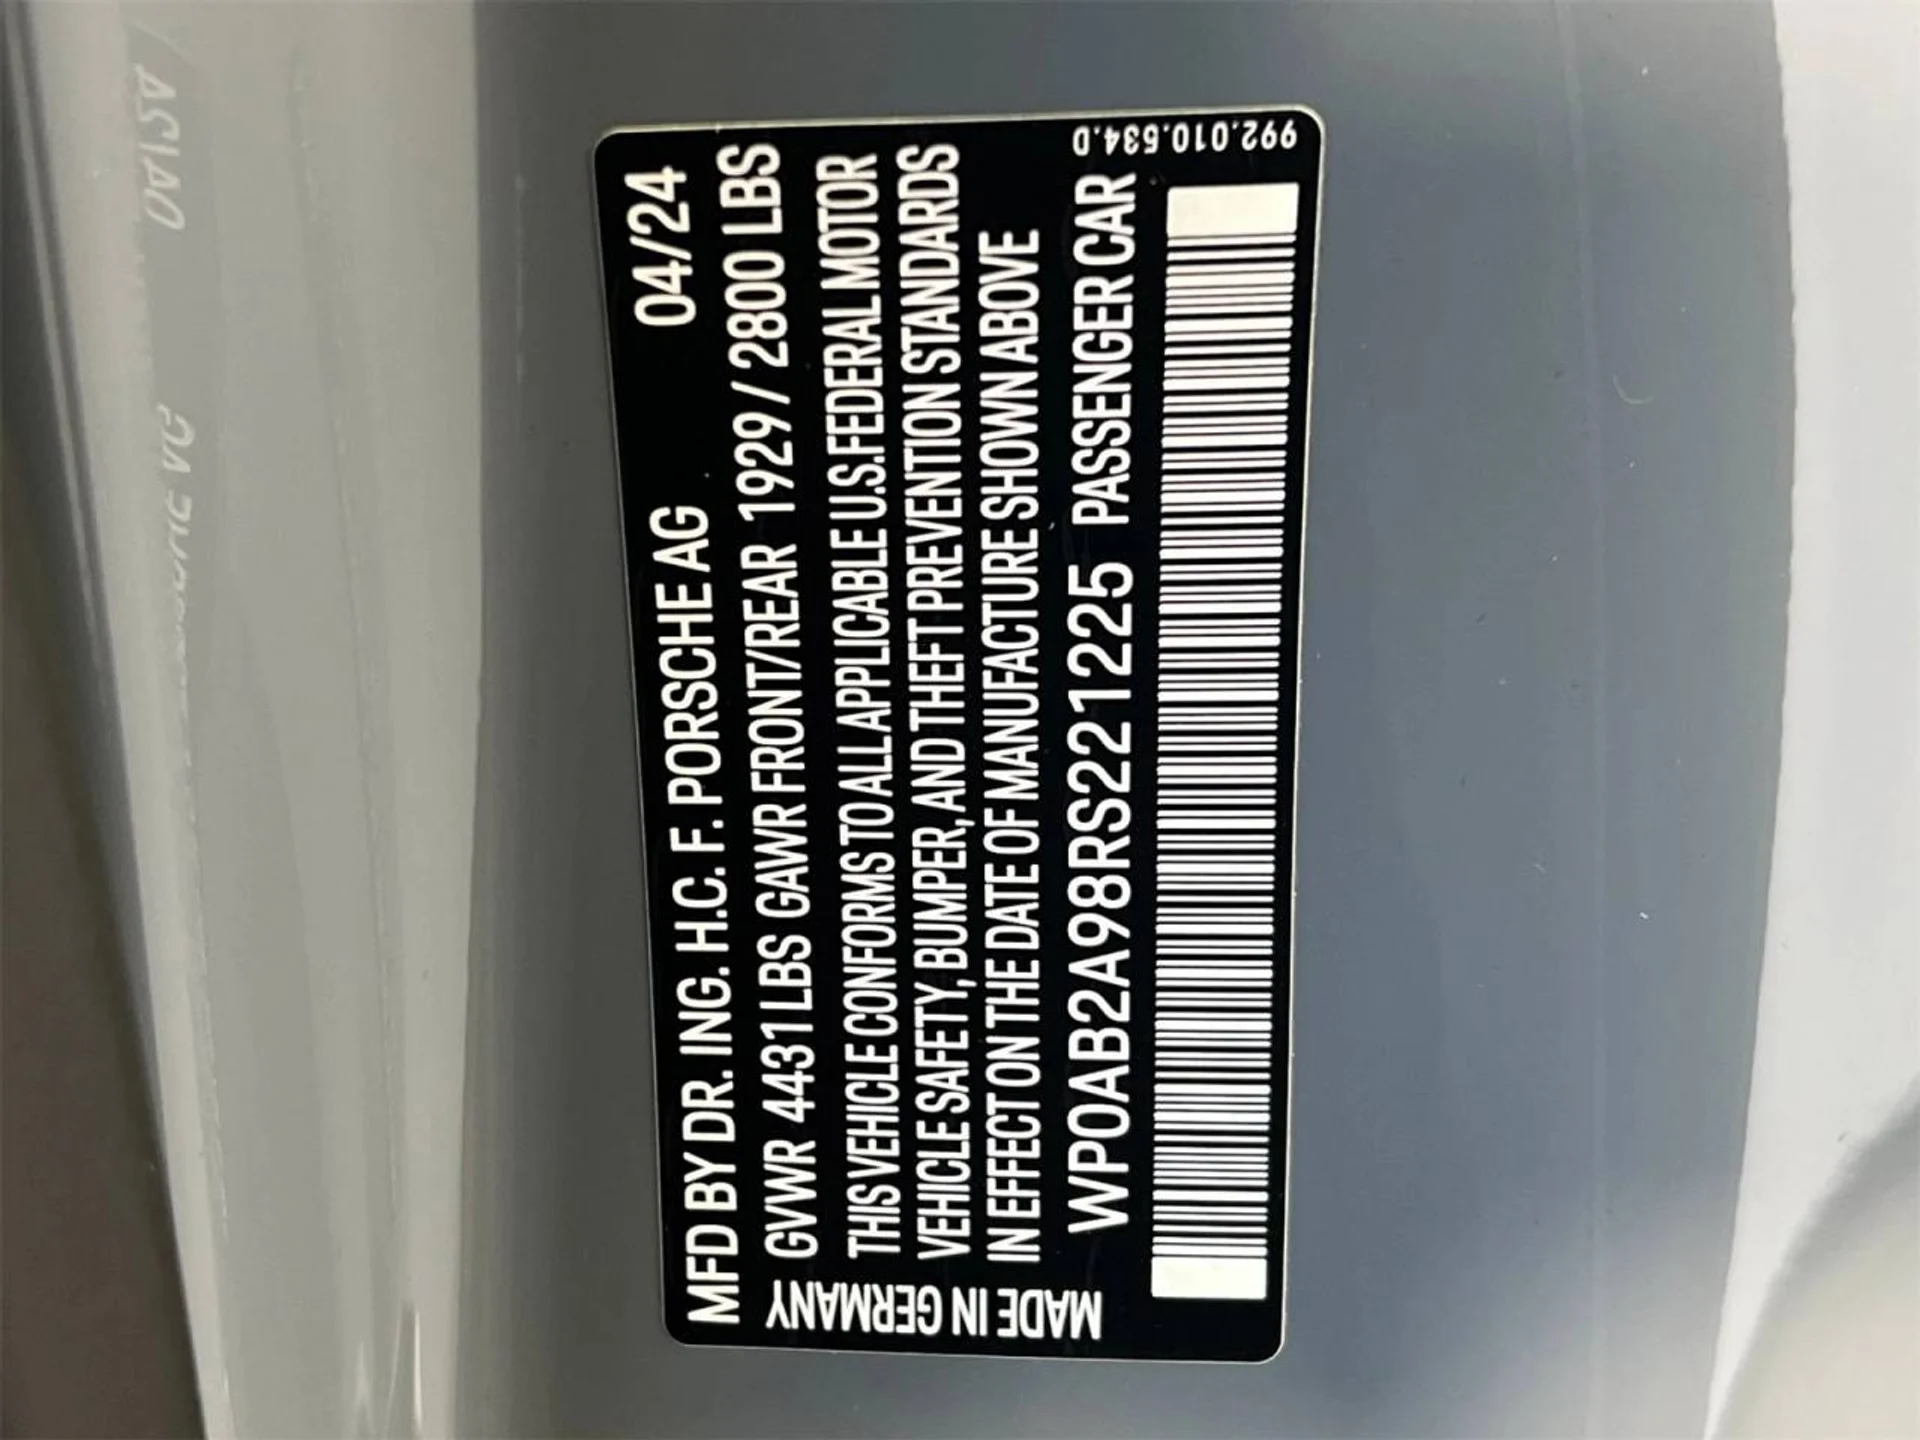 MFD BY DR. ING. H.C. F. PORSCHE AG 04/24
GVWR 4431 LBS GAWR FRONT/REAR 1929 / 2800 LBS
THIS VEHICLE CONFORMS TO ALL APPLICABLE U.S. FEDERAL MOTOR
VEHICLE SAFETY, BUMPER, AND THEFT PREVENTION STANDARDS
IN EFFECT ON THE DATE OF MANUFACTURE SHOWN ABOVE
WP0AB2A98RS221225 PASSENGER CAR
MADE IN GERMANY
992.010.534.D